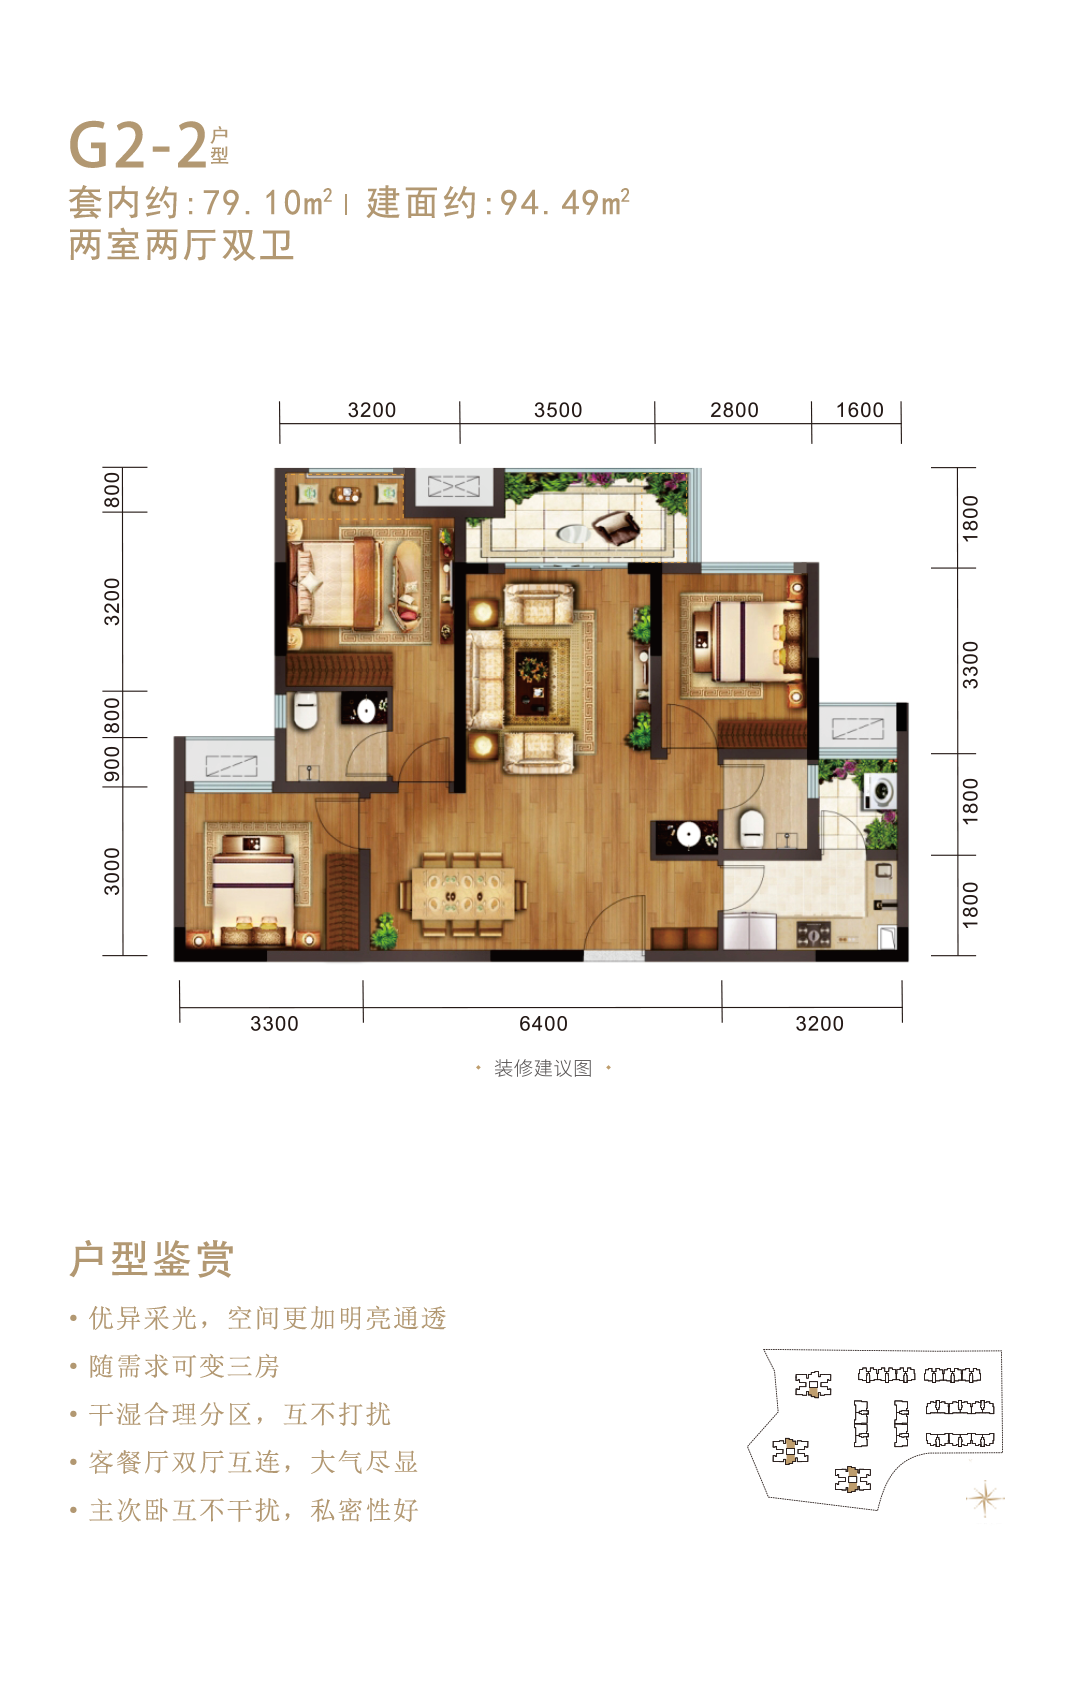 G2-2户型
套内约:79.10m²| 建面约:94.49m²
两室两厅双卫
3200 3500 2800 1600
800
3200
800
900
3000
1800
3300
1800
1800
3300 6400 3200
装修建议图
户型鉴赏
• 优异采光，空间更加明亮通透
• 随需求可变三房
• 干湿合理分区，互不打扰
• 客餐厅双厅互连，大气尽显
• 主次卧互不干扰，私密性好